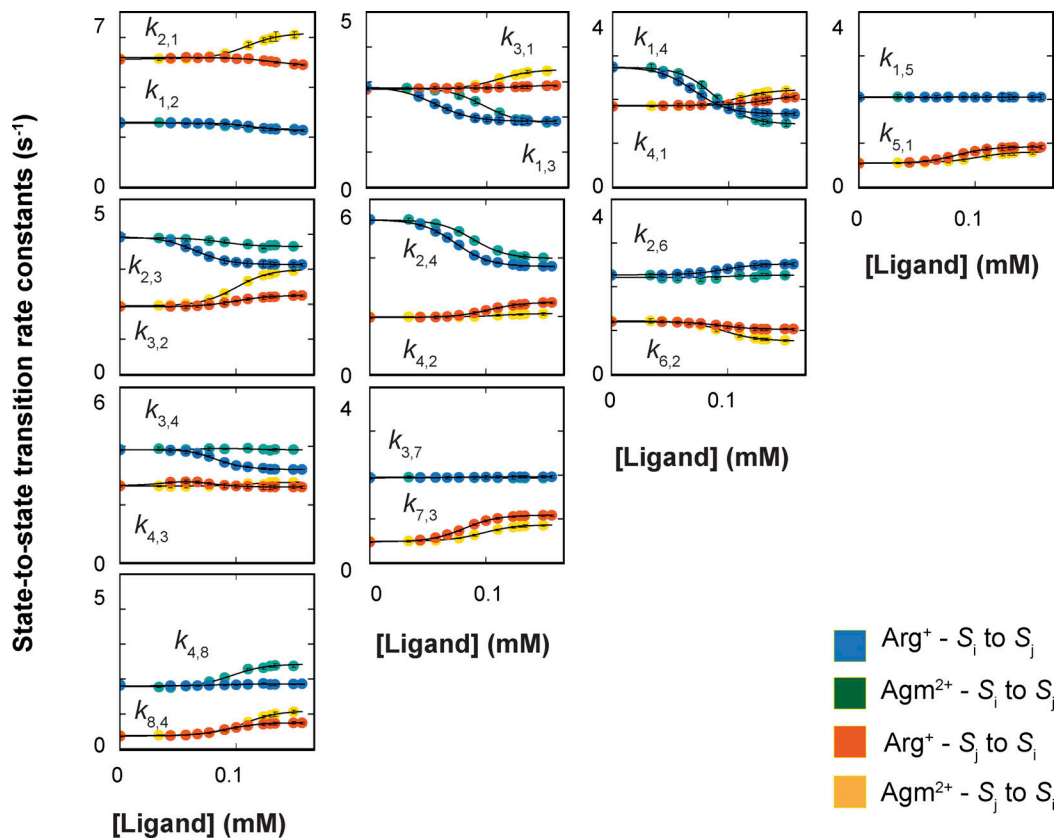 State-to-state transition rate constants (s⁻¹)
7
k₂,₁
k₁,₂
0
5
k₃,₁
k₁,₃
0
4
k₁,₄
k₄,₁
0
4
k₁,₅
k₅,₁
0
0
0.1
[Ligand] (mM)
5
k₂,₃
k₃,₂
0
6
k₂,₄
k₄,₂
0
4
k₂,₆
k₆,₂
0
0
0.1
[Ligand] (mM)
6
k₃,₄
k₄,₃
0
4
k₃,₇
k₇,₃
0
0
0.1
[Ligand] (mM)
5
k₄,₈
k₈,₄
0
0
0.1
[Ligand] (mM)
Arg⁺ - Sᵢ to Sⱼ
Agm²⁺ - Sᵢ to Sⱼ
Arg⁺ - Sⱼ to Sᵢ
Agm²⁺ - Sⱼ to Sᵢ